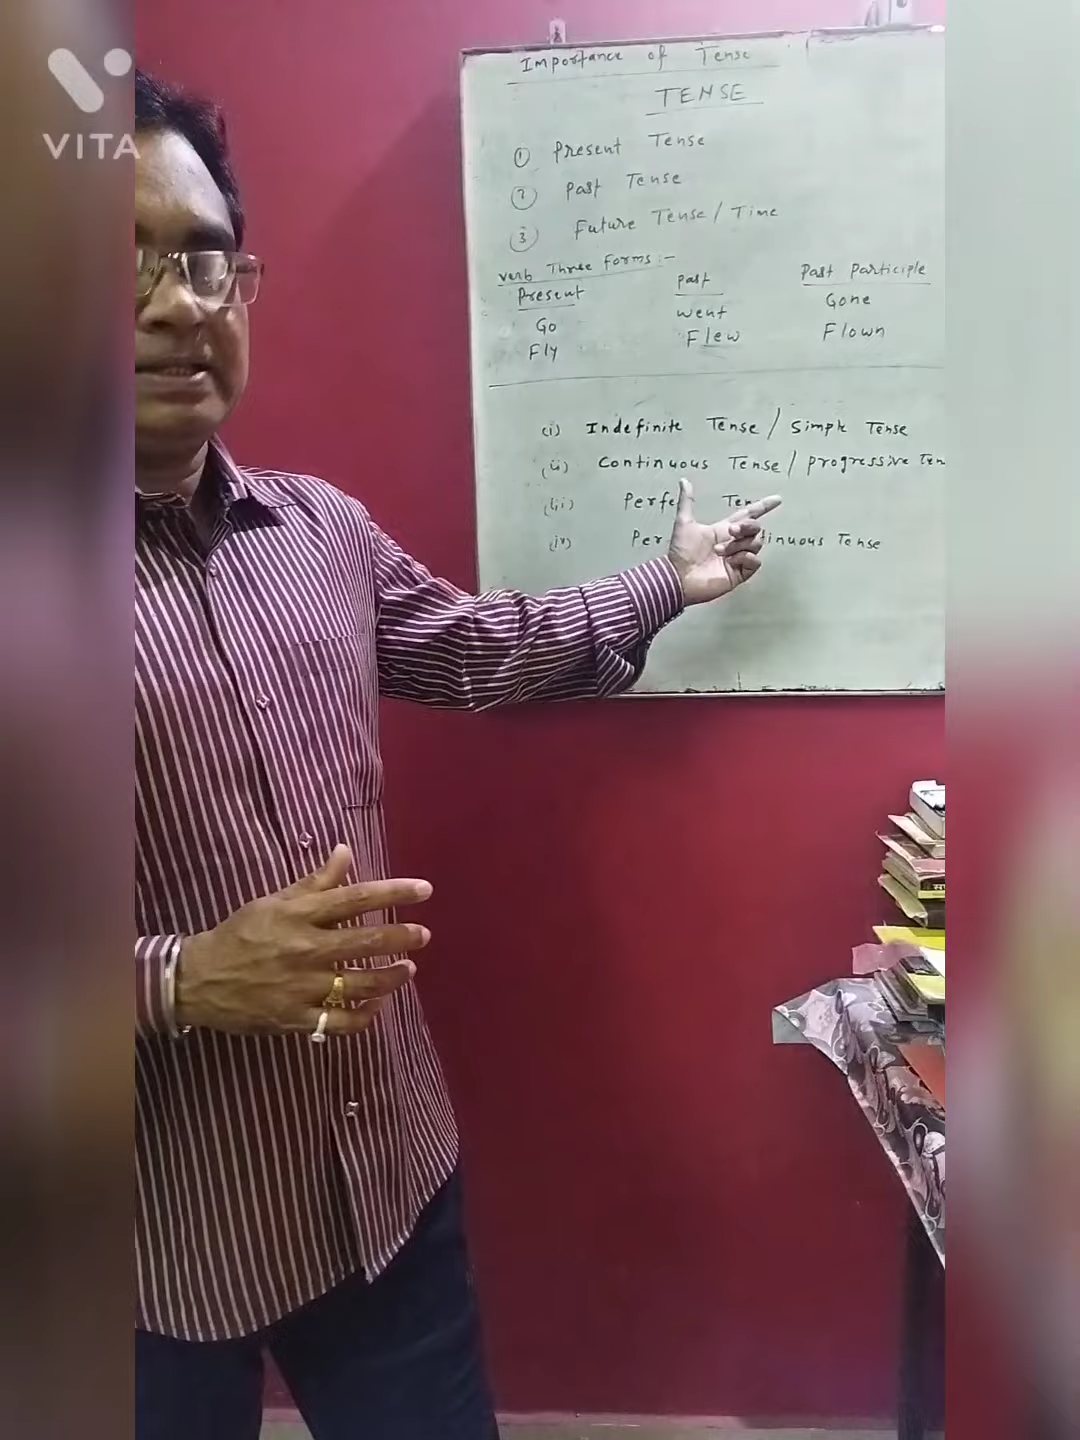 VITA
Importance of Tense
TENSE
① Present Tense
② Past Tense
③ Future Tense / Time
Verb Three Forms :-
Present Past Past Participle
Go Went Gone
Fly Flew Flown
(i) Indefinite Tense / Simple Tense
(ii) Continuous Tense / Progressive Ten
(iii) Perfe Ten
(iv) Per tinuous Tense